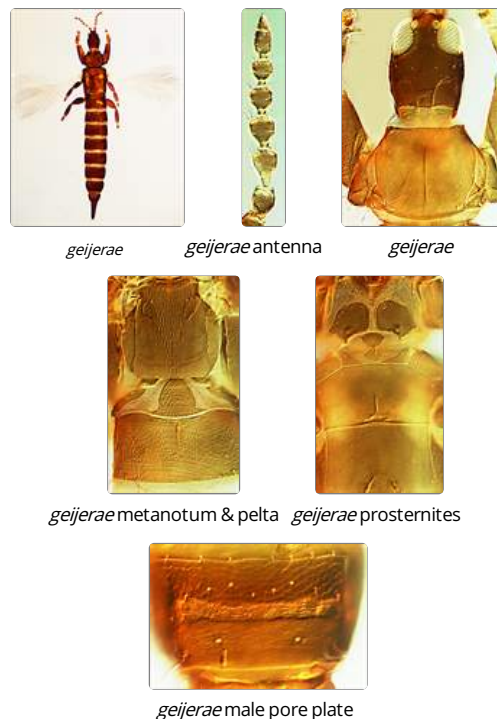 geijerae
geijerae antenna
geijerae
geijerae metanotum & pelta
geijerae prosternites
geijerae male pore plate